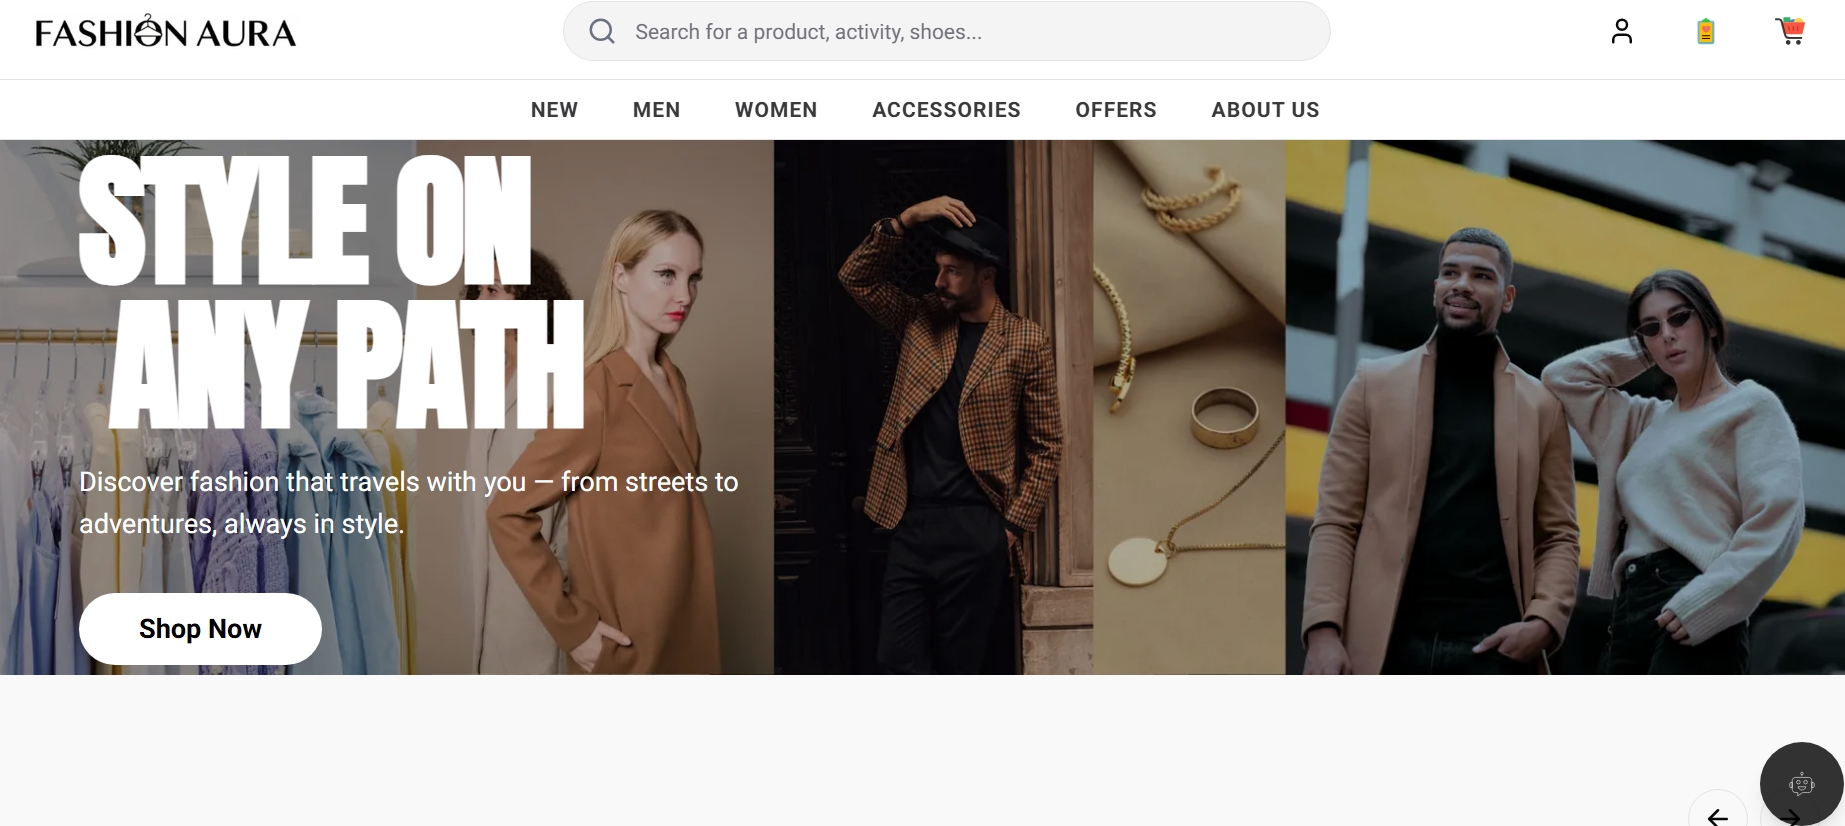 FASHION AURA
Search for a product, activity, shoes...
NEW MEN WOMEN ACCESSORIES OFFERS ABOUT US
STYLE ON
ANY PATH
Discover fashion that travels with you — from streets to
adventures, always in style.
Shop Now